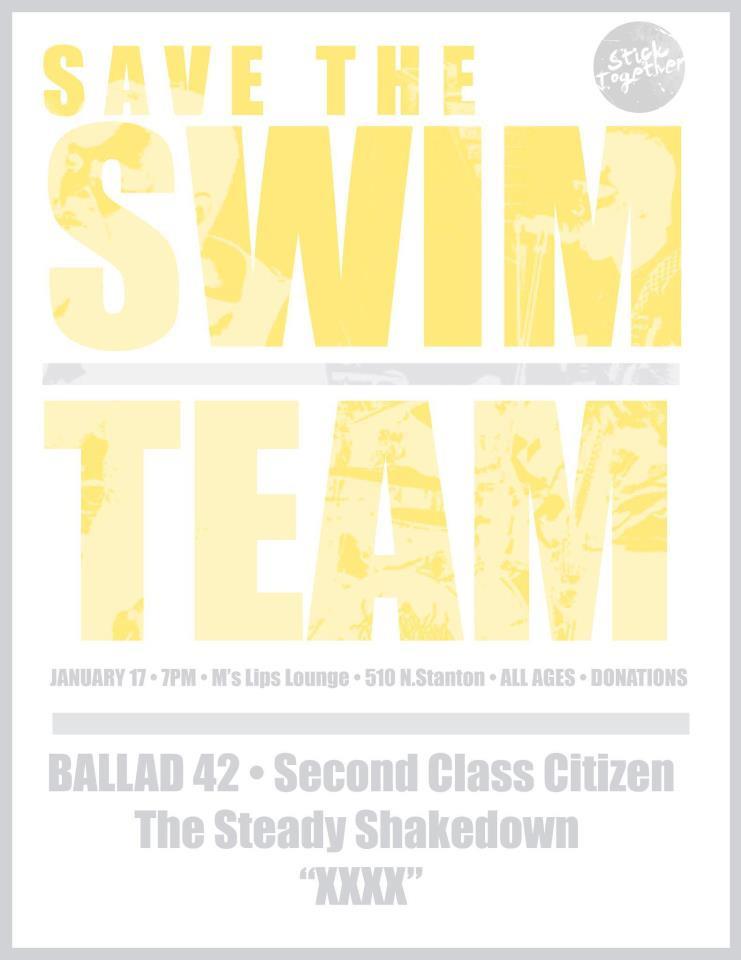 SAVE THE
Stick
Together
SWIM
TEAM
JANUARY 17 • 7PM • M's Lips Lounge • 510 N.Stanton • ALL AGES • DONATIONS
BALLAD 42 • Second Class Citizen
The Steady Shakedown
“XXXX”